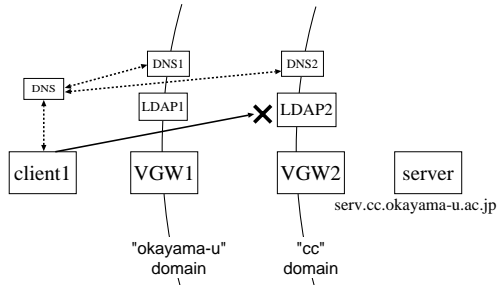 DNS1
DNS2
DNS
LDAP1
LDAP2
client1
VGW1
VGW2
server
serv.cc.okayama-u.ac.jp
"okayama-u"
domain
"cc"
domain